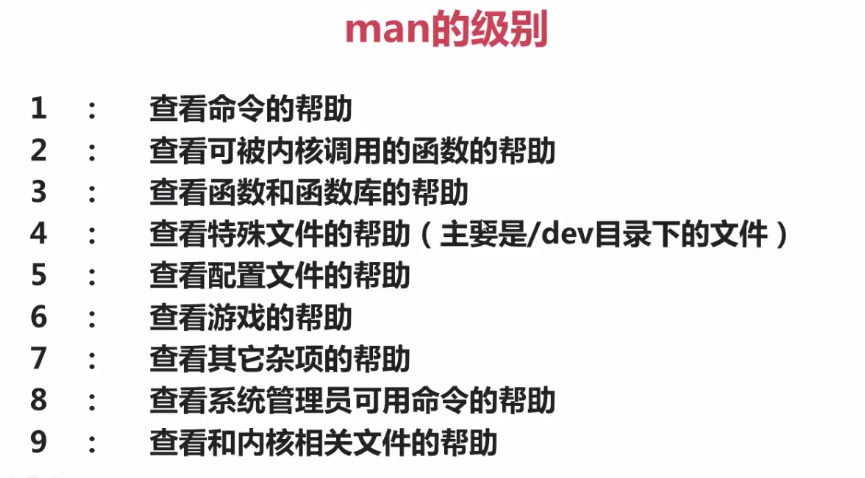 man的级别
1 : 查看命令的帮助
2 : 查看可被内核调用的函数的帮助
3 : 查看函数和函数库的帮助
4 : 查看特殊文件的帮助（主要是/dev目录下的文件）
5 : 查看配置文件的帮助
6 : 查看游戏的帮助
7 : 查看其它杂项的帮助
8 : 查看系统管理员可用命令的帮助
9 : 查看和内核相关文件的帮助